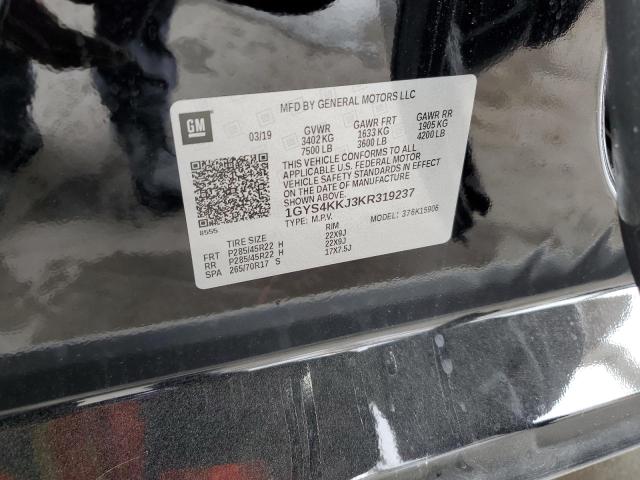 GM
MFD BY GENERAL MOTORS LLC
03/19 GVWR GAWR FRT GAWR RR
3402 KG 1633 KG 1905 KG
7500 LB 3600 LB 4200 LB
THIS VEHICLE CONFORMS TO ALL
APPLICABLE U.S. FEDERAL MOTOR
VEHICLE SAFETY STANDARDS IN EFFECT
ON THE DATE OF MANUFACTURE
SHOWN ABOVE.
1GYS4KKJ3KR319237
TYPE: M.P.V. MODEL: 376K15906
8555
TIRE SIZE RIM
FRT P285/45R22 H 22X9J
RR P285/45R22 H 22X9J
SPA 265/70R17 S 17X7.5J